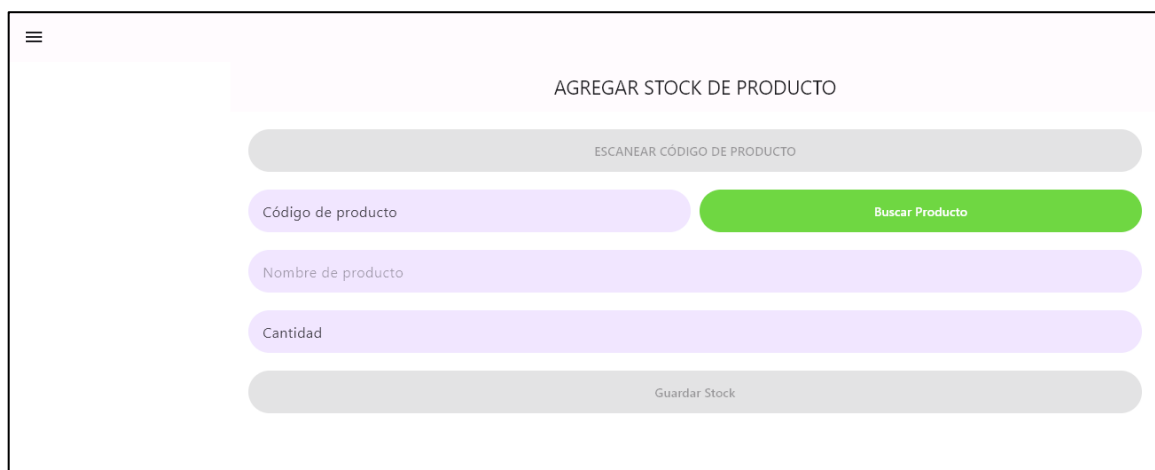 AGREGAR STOCK DE PRODUCTO
ESCANEAR CÓDIGO DE PRODUCTO
Código de producto
Buscar Producto
Nombre de producto
Cantidad
Guardar Stock